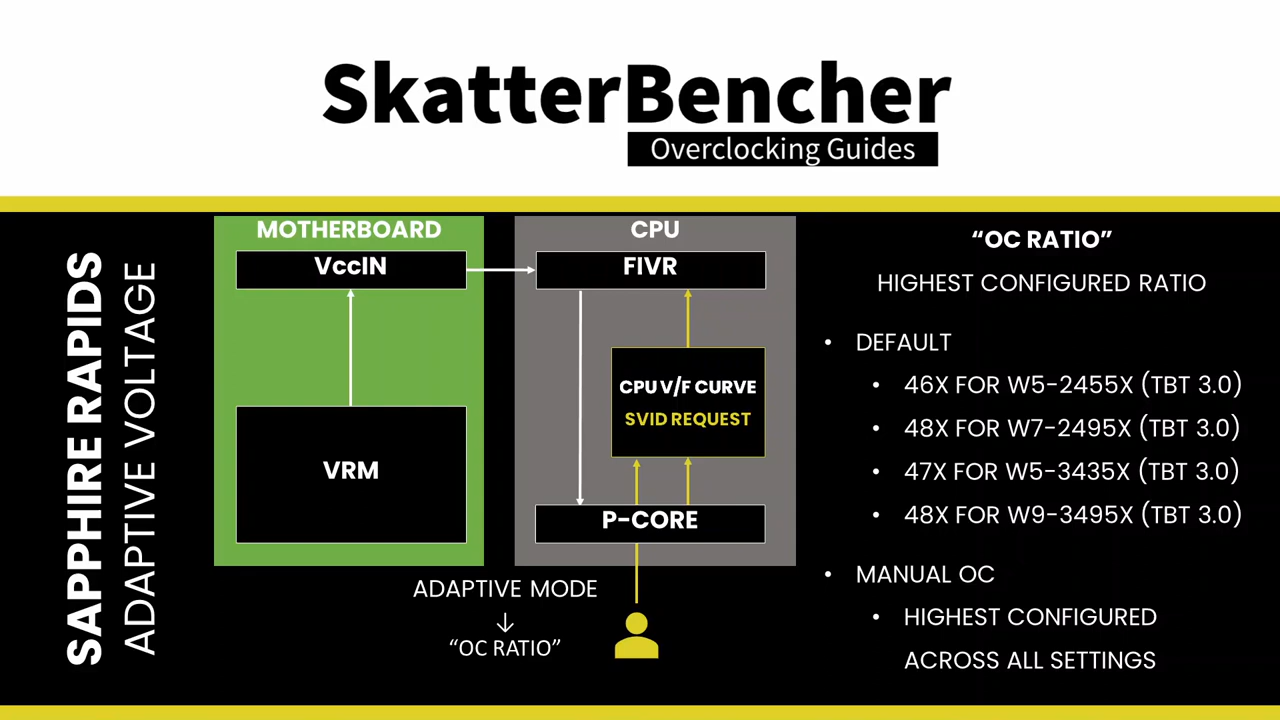 SkatterBencher
Overclocking Guides
SAPPHIRE RAPIDS
ADAPTIVE VOLTAGE
MOTHERBOARD
VccIN
VRM
CPU
FIVR
CPU V/F CURVE
SVID REQUEST
P-CORE
ADAPTIVE MODE
↓
“OC RATIO”
“OC RATIO”
HIGHEST CONFIGURED RATIO
• DEFAULT
• 46X FOR W5-2455X (TBT 3.0)
• 48X FOR W7-2495X (TBT 3.0)
• 47X FOR W5-3435X (TBT 3.0)
• 48X FOR W9-3495X (TBT 3.0)
• MANUAL OC
• HIGHEST CONFIGURED
ACROSS ALL SETTINGS